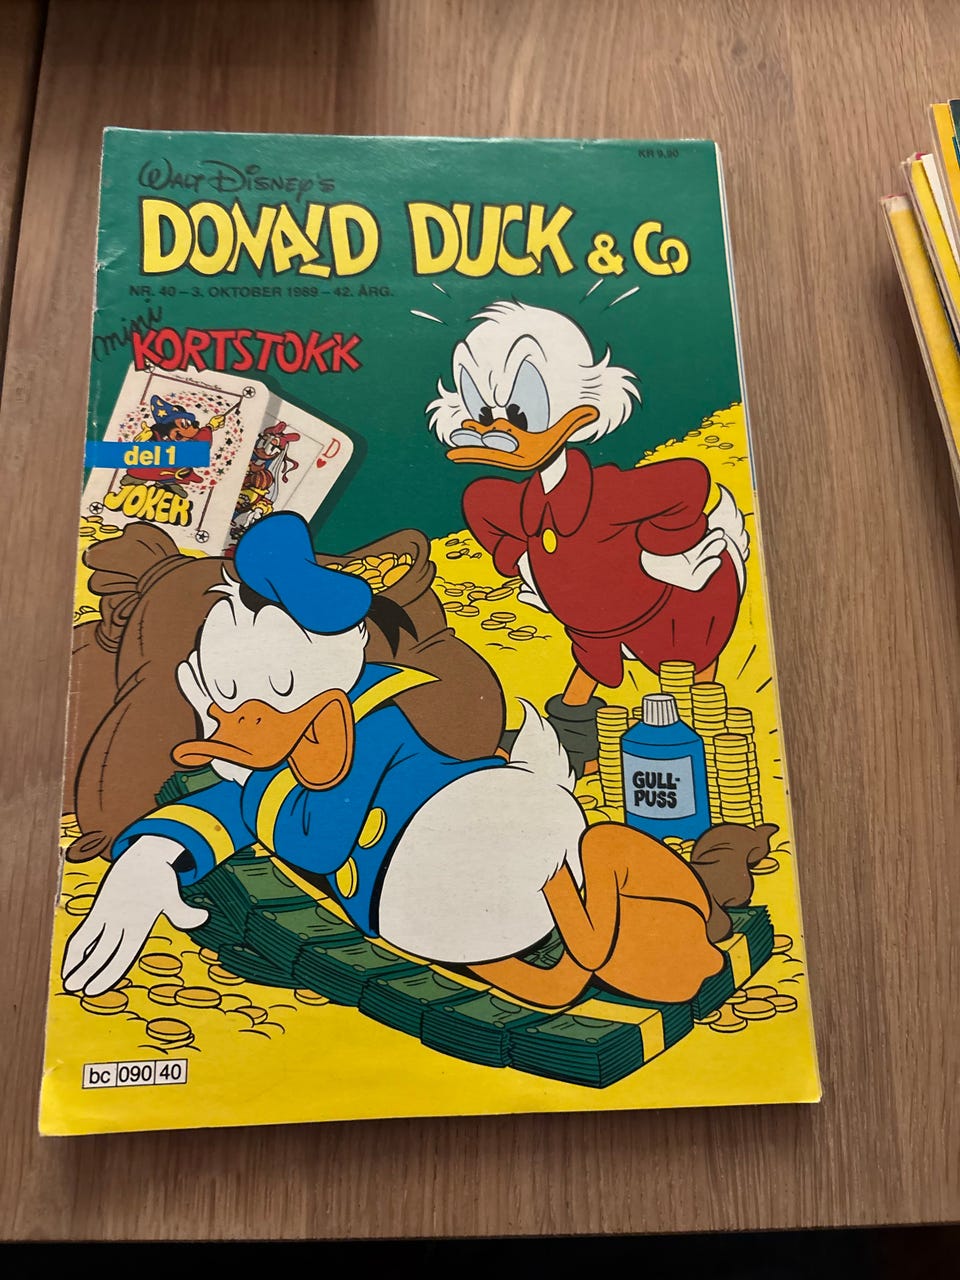 KR 9,90
WALT DISNEY'S
DONALD DUCK & Co
NR. 40 – 3. OKTOBER 1989 – 42. ÅRG.
mini
KORTSTOKK
D
del 1
JOKER
GULL-
PUSS
bc 090 40